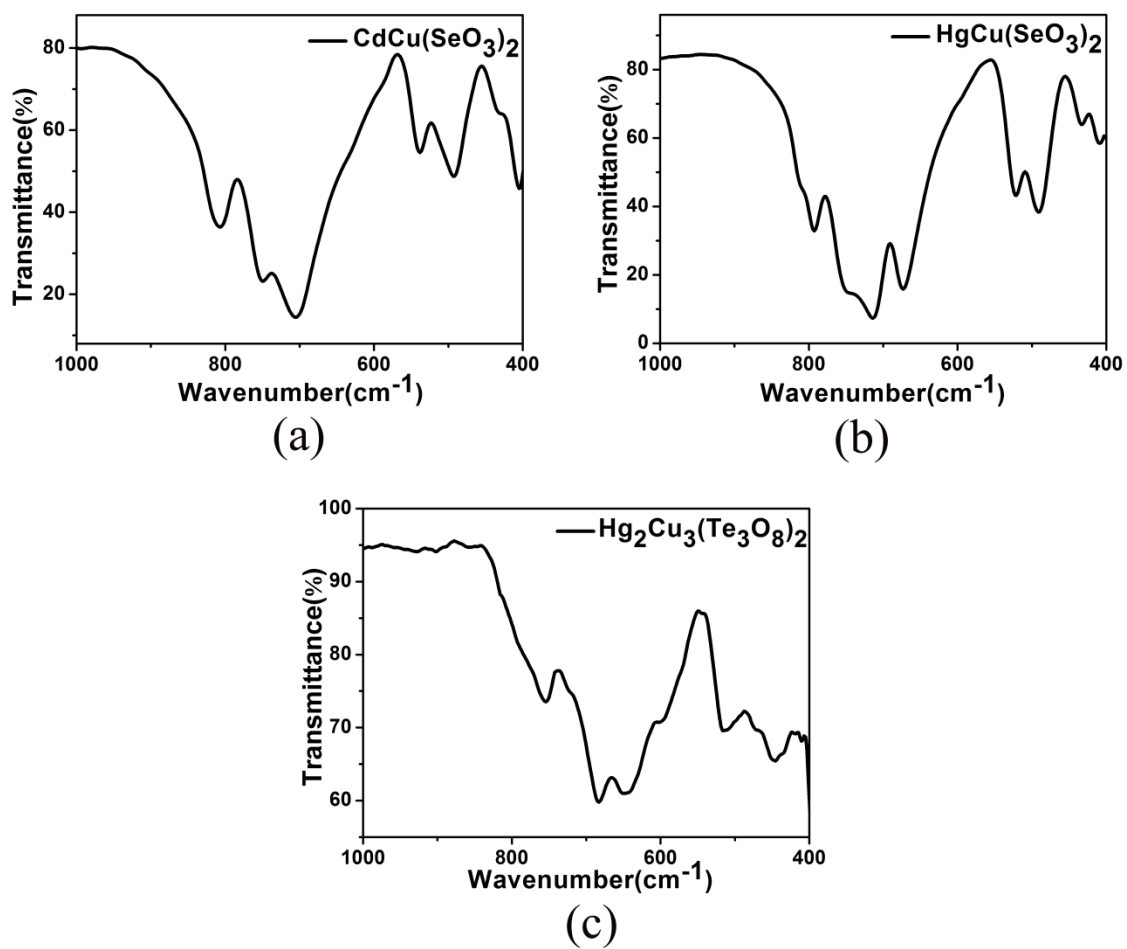 CdCu(SeO3)2
80
60
40
20
Transmittance(%)
1000
800
600
400
Wavenumber(cm-1)
(a)
HgCu(SeO3)2
80
60
40
20
0
Transmittance(%)
1000
800
600
400
Wavenumber(cm-1)
(b)
Hg2Cu3(Te3O8)2
100
90
80
70
60
Transmittance(%)
1000
800
600
400
Wavenumber(cm-1)
(c)